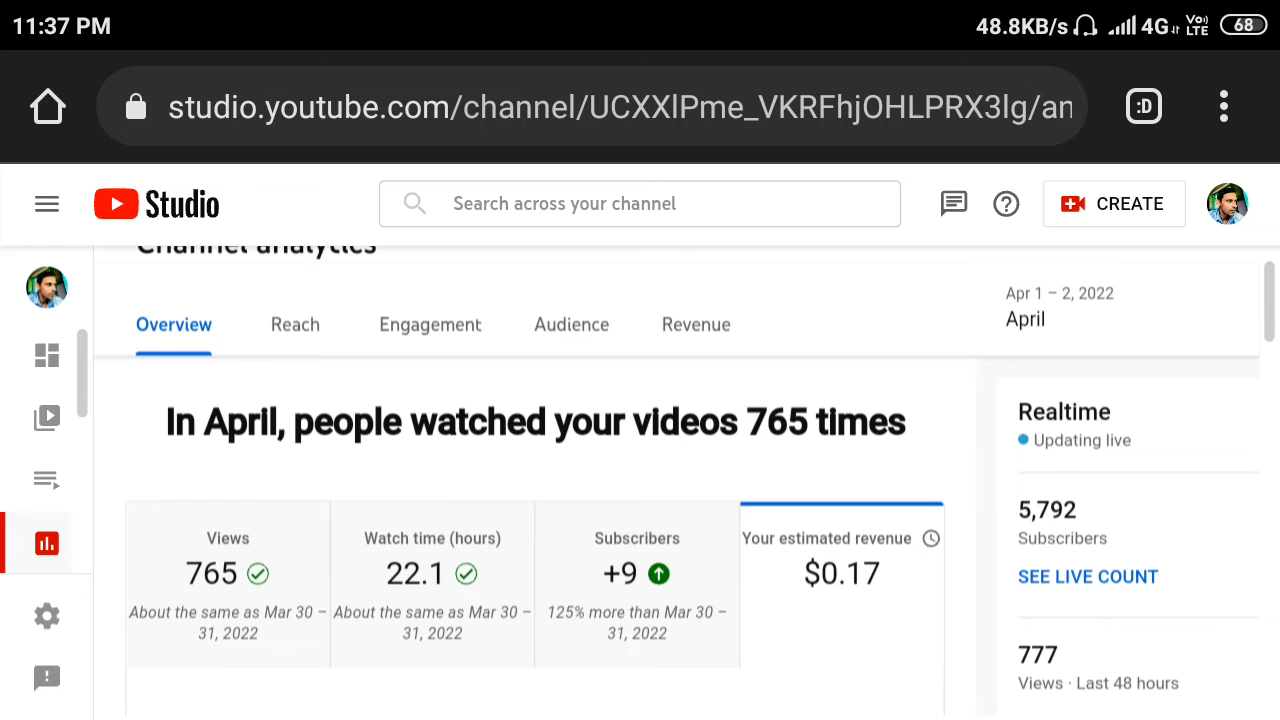 11:37 PM
48.8KB/s 4G Vo)) LTE 68
studio.youtube.com/channel/UCXXlPme_VKRFhjOHLPRX3lg/an
:D
Studio
Search across your channel
CREATE
Channel analytics
Overview
Reach
Engagement
Audience
Revenue
Apr 1 – 2, 2022
April
In April, people watched your videos 765 times
Views
765
About the same as Mar 30 –
31, 2022
Watch time (hours)
22.1
About the same as Mar 30 –
31, 2022
Subscribers
+9
125% more than Mar 30 –
31, 2022
Your estimated revenue
$0.17
Realtime
Updating live
5,792
Subscribers
SEE LIVE COUNT
777
Views · Last 48 hours